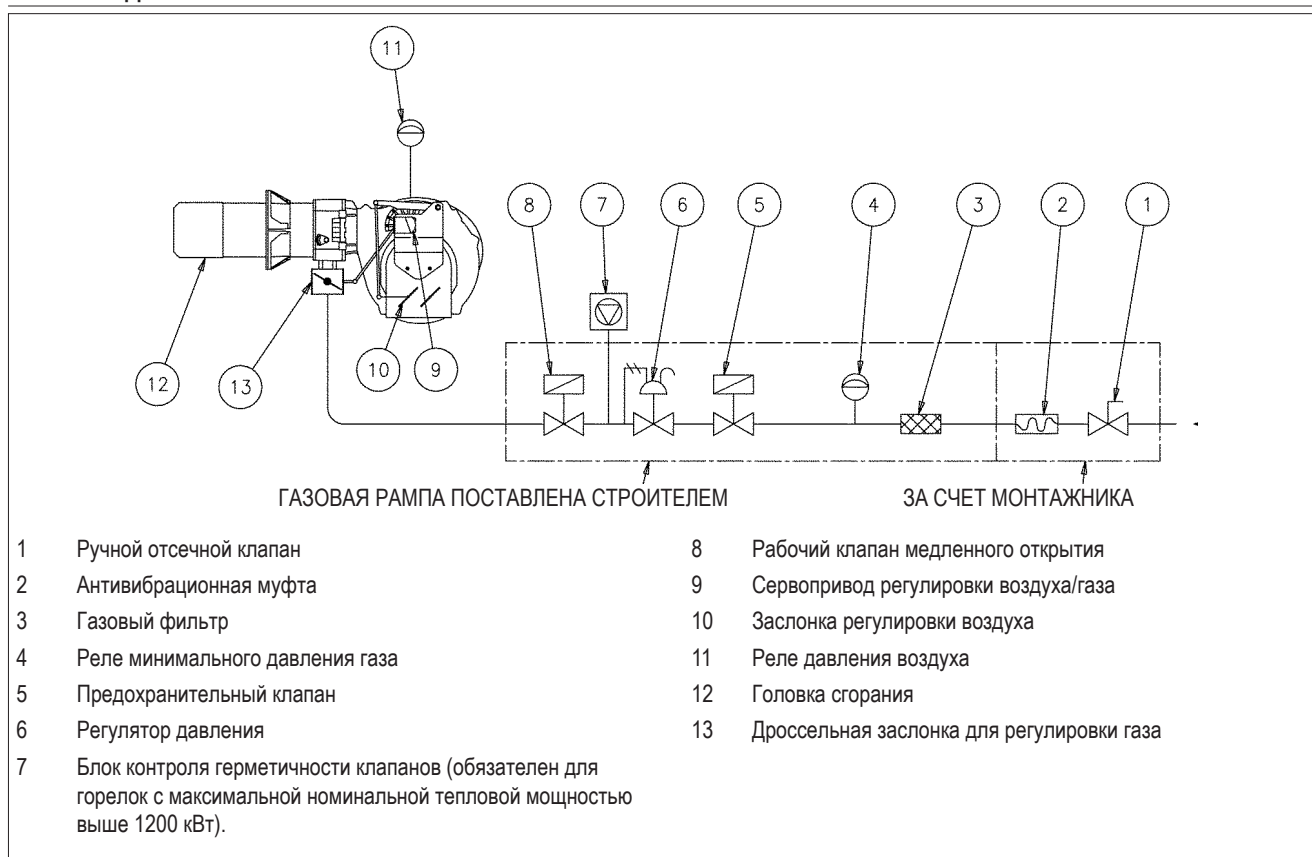 11
8 7 6 5 4 3 2 1
12 13 10 9
ГАЗОВАЯ РАМПА ПОСТАВЛЕНА СТРОИТЕЛЕМ
ЗА СЧЕТ МОНТАЖНИКА
1 Ручной отсечной клапан
2 Антивибрационная муфта
3 Газовый фильтр
4 Реле минимального давления газа
5 Предохранительный клапан
6 Регулятор давления
7 Блок контроля герметичности клапанов (обязателен для
горелок с максимальной номинальной тепловой мощностью
выше 1200 кВт).
8 Рабочий клапан медленного открытия
9 Сервопривод регулировки воздуха/газа
10 Заслонка регулировки воздуха
11 Реле давления воздуха
12 Головка сгорания
13 Дроссельная заслонка для регулировки газа